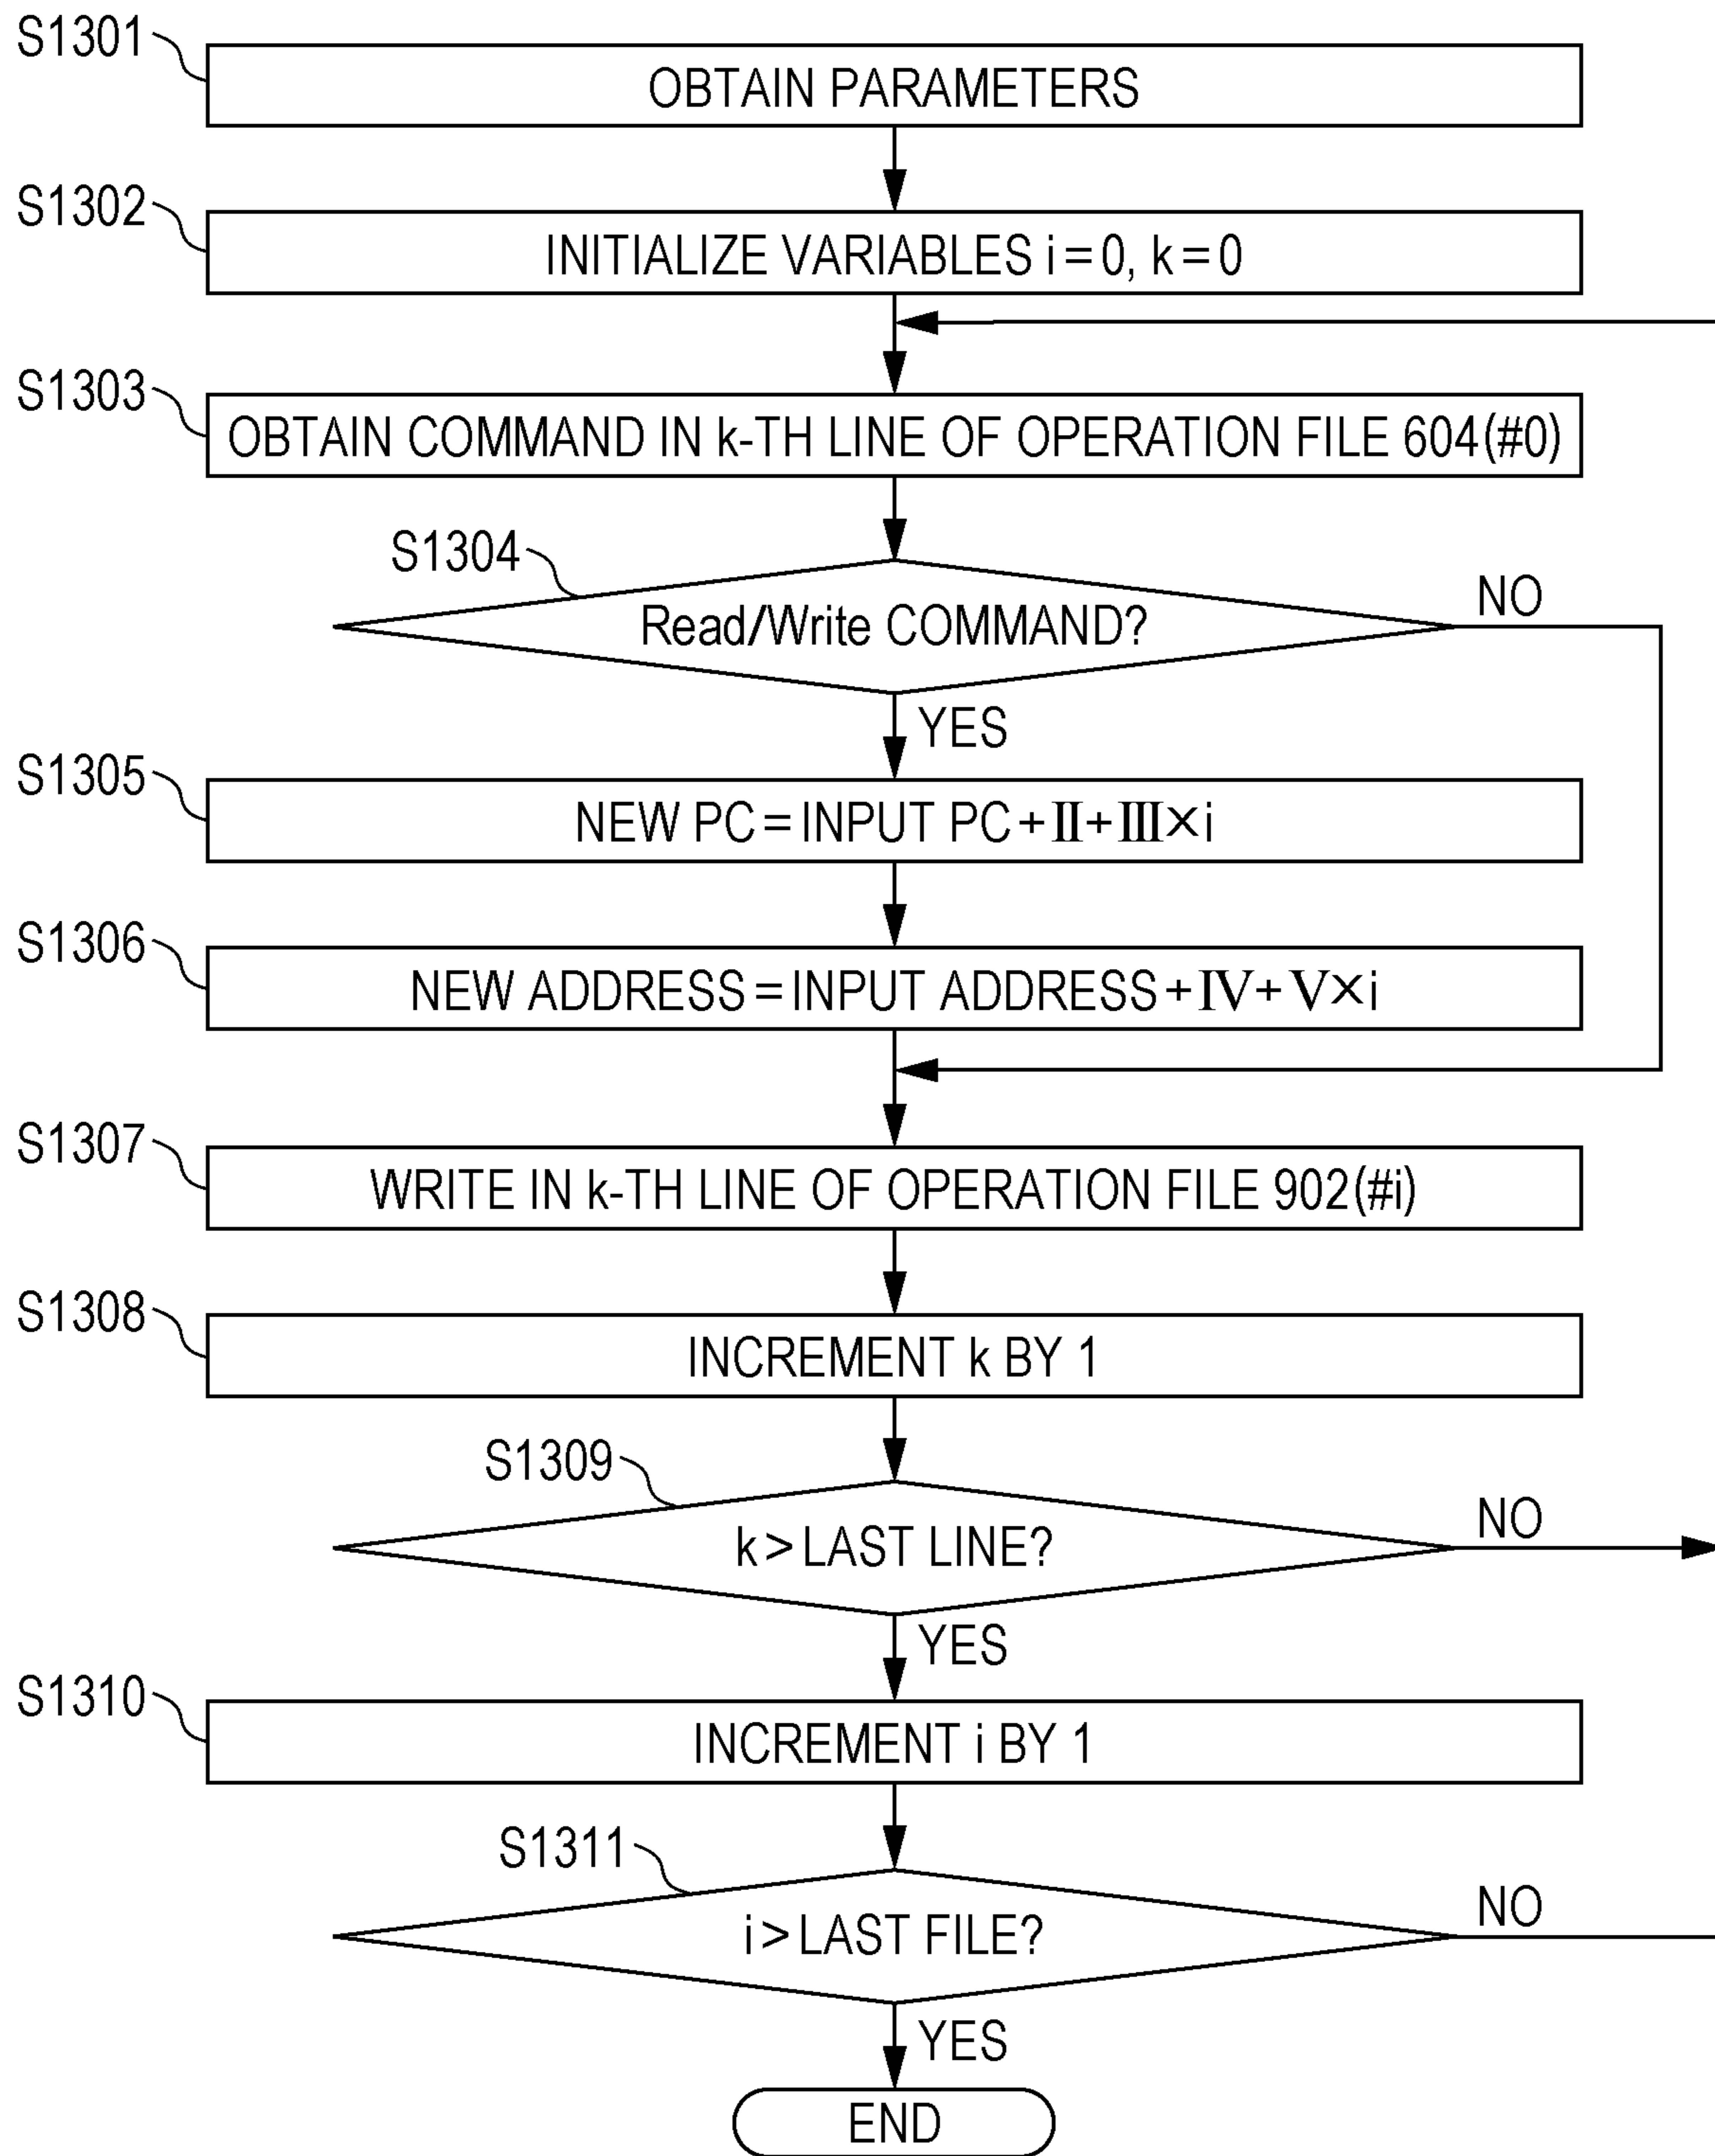 S1301
OBTAIN PARAMETERS
S1302
INITIALIZE VARIABLES i=0, k=0
S1303
OBTAIN COMMAND IN k-TH LINE OF OPERATION FILE 604(#0)
S1304
Read/Write COMMAND?
NO
YES
S1305
NEW PC=INPUT PC+Ⅱ+Ⅲ×i
S1306
NEW ADDRESS=INPUT ADDRESS+Ⅳ+Ⅴ×i
S1307
WRITE IN k-TH LINE OF OPERATION FILE 902(#i)
S1308
INCREMENT k BY 1
S1309
k>LAST LINE?
NO
YES
S1310
INCREMENT i BY 1
S1311
i>LAST FILE?
NO
YES
END